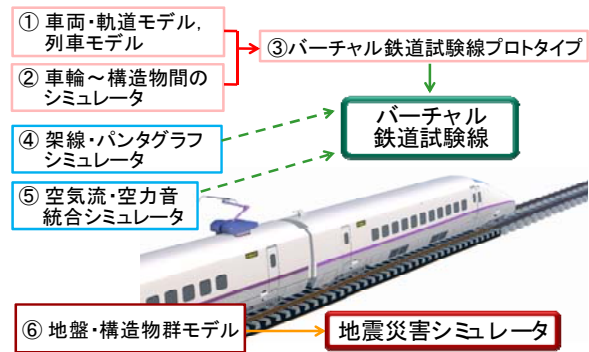 ① 車両・軌道モデル,
列車モデル
② 車輪～構造物間の
シミュレータ
③バーチャル鉄道試験線プロトタイプ
④ 架線・パンタグラフ
シミュレータ
バーチャル
鉄道試験線
⑤ 空気流・空力音
統合シミュレータ
⑥ 地盤・構造物群モデル
地震災害シミュレータ